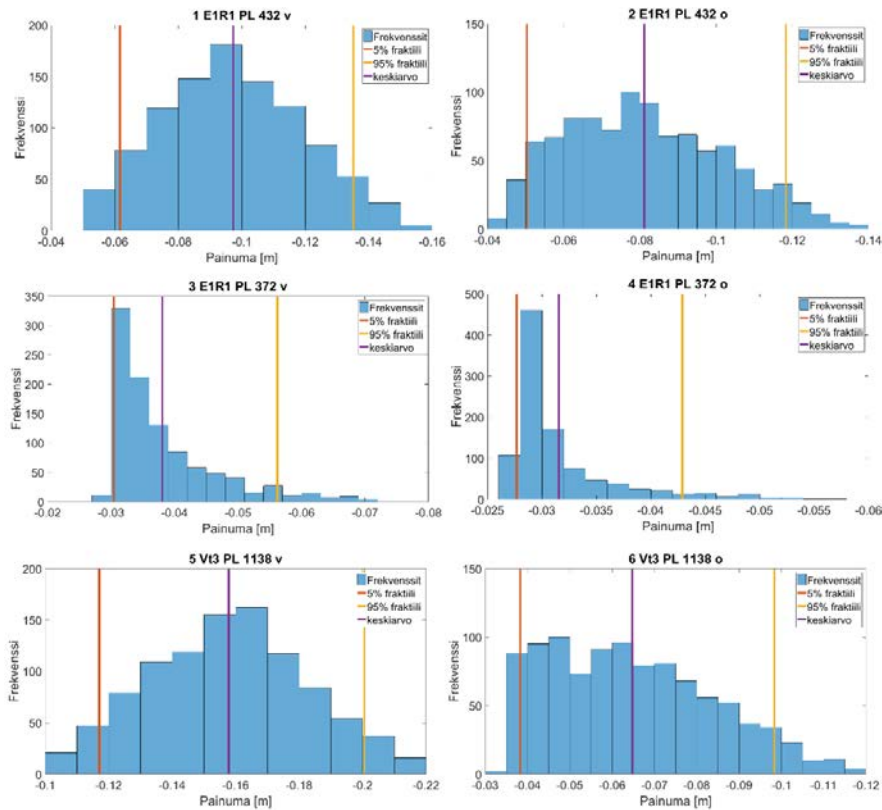 1 E1R1 PL 432 v
Frekvenssi
200
150
100
50
0
-0.04 -0.06 -0.08 -0.1 -0.12 -0.14 -0.16
Painuma [m]
Frekvenssit
5% fraktiili
95% fraktiili
keskiarvo
2 E1R1 PL 432 o
Frekvenssi
150
100
50
0
-0.04 -0.06 -0.08 -0.1 -0.12 -0.14
Painuma [m]
Frekvenssit
5% fraktiili
95% fraktiili
keskiarvo
3 E1R1 PL 372 v
Frekvenssi
350
300
250
200
150
100
50
0
-0.02 -0.03 -0.04 -0.05 -0.06 -0.07 -0.08
Painuma [m]
Frekvenssit
5% fraktiili
95% fraktiili
keskiarvo
4 E1R1 PL 372 o
Frekvenssi
500
400
300
200
100
0
-0.025 -0.03 -0.035 -0.04 -0.045 -0.05 -0.055 -0.06
Painuma [m]
Frekvenssit
5% fraktiili
95% fraktiili
keskiarvo
5 Vt3 PL 1138 v
Frekvenssi
200
150
100
50
0
-0.1 -0.12 -0.14 -0.16 -0.18 -0.2 -0.22
Painuma [m]
Frekvenssit
5% fraktiili
95% fraktiili
keskiarvo
6 Vt3 PL 1138 o
Frekvenssi
200
150
100
50
0
-0.03 -0.04 -0.05 -0.06 -0.07 -0.08 -0.09 -0.1 -0.11 -0.12
Painuma [m]
Frekvenssit
5% fraktiili
95% fraktiili
keskiarvo